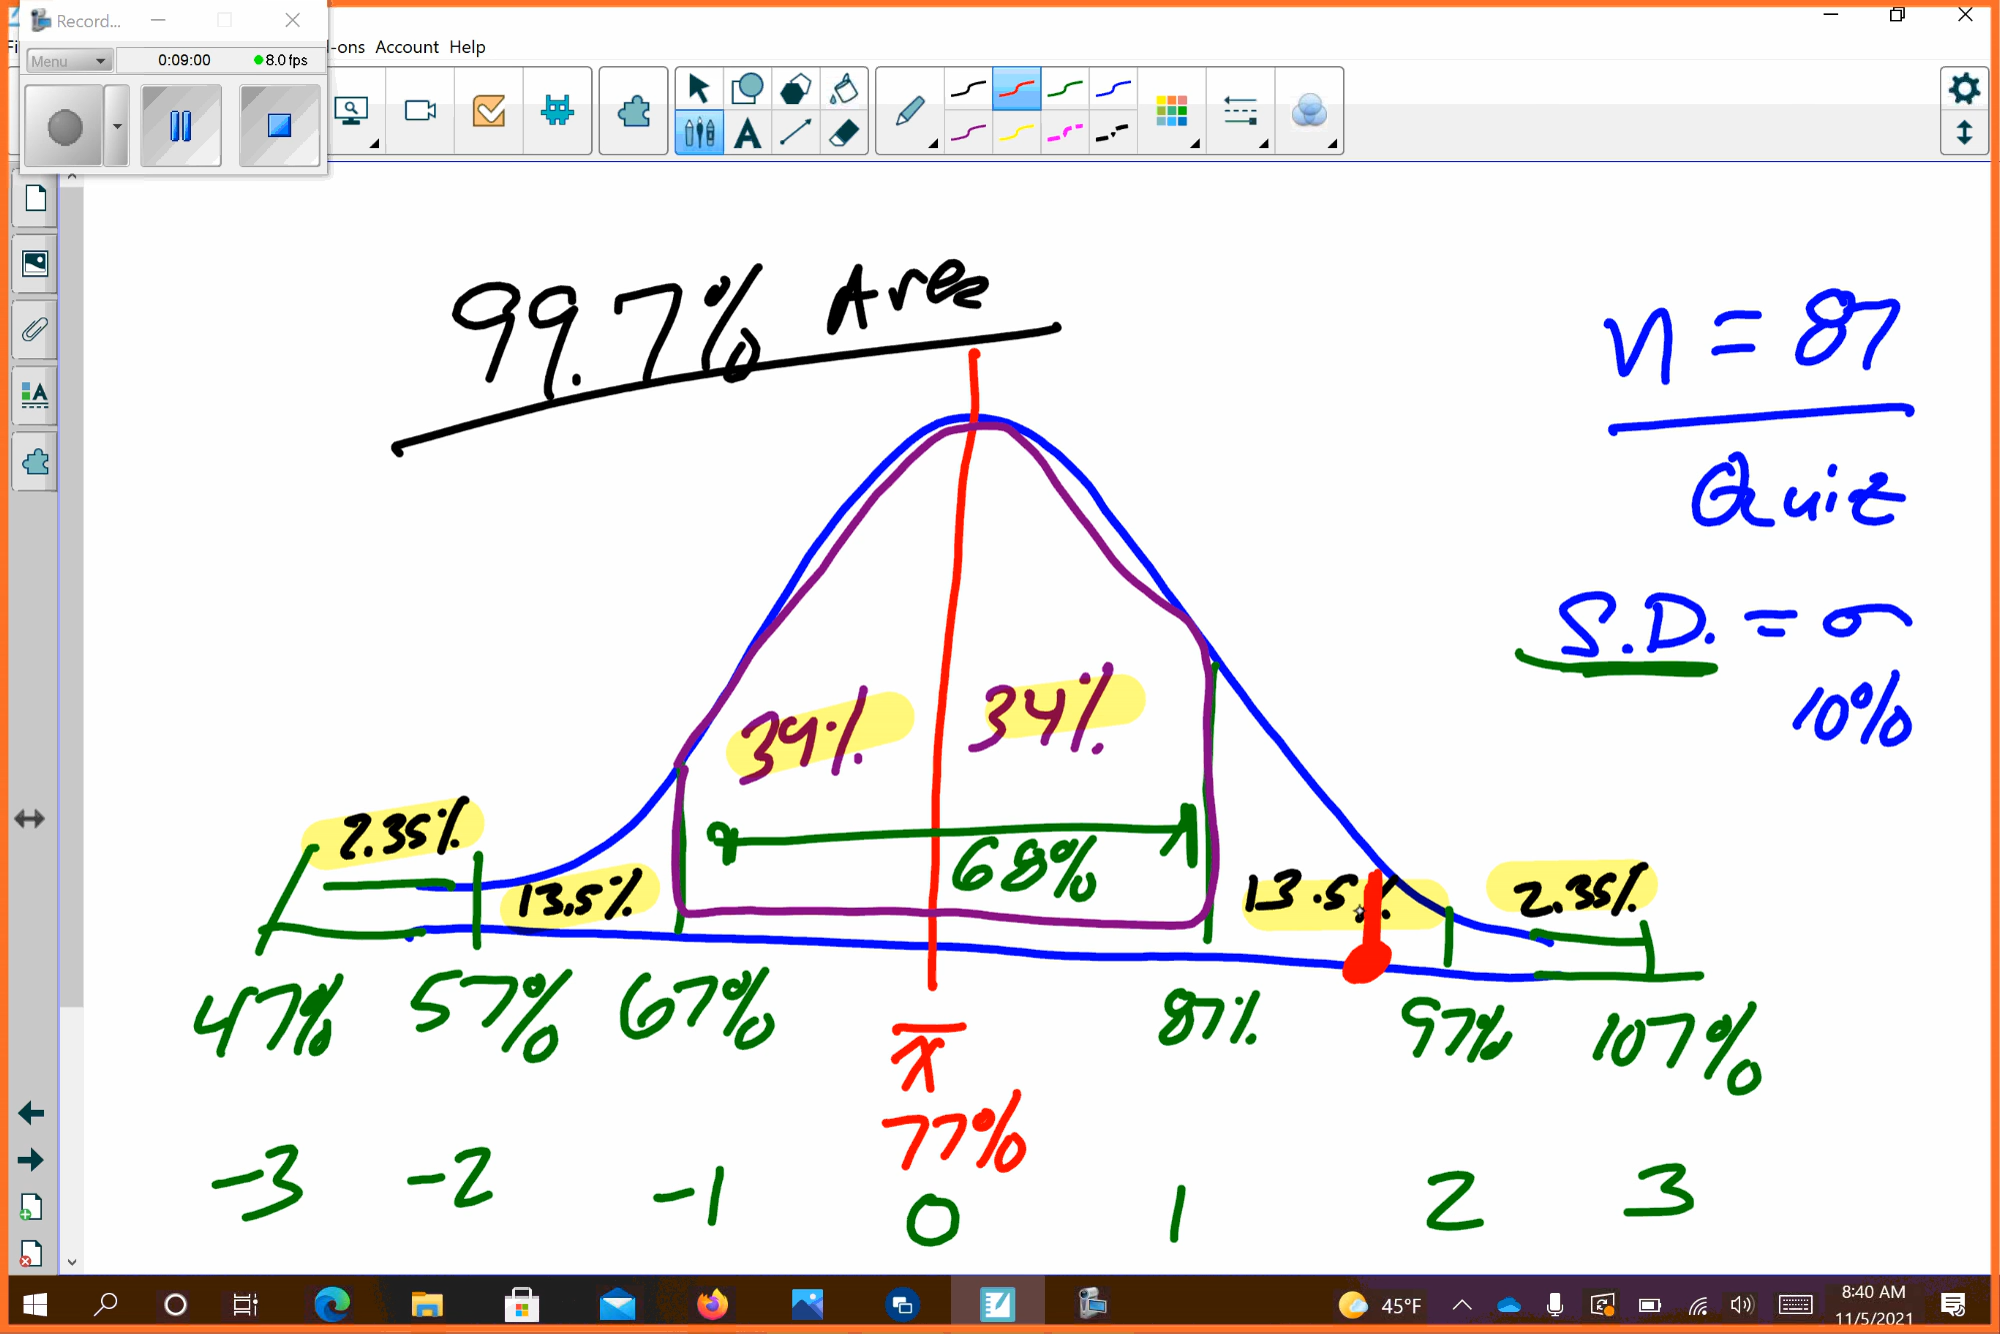 Record...
Menu
0:09:00
8.0 fps
Account Help
99.7% Area
n = 87
Quiz
S.D. = σ
10%
34%
34%
2.35%
13.5%
68%
13.5%
2.35%
47%
57%
67%
x̅
77%
87%
97%
107%
-3
-2
-1
0
1
2
3
45°F
8:40 AM
11/5/2021